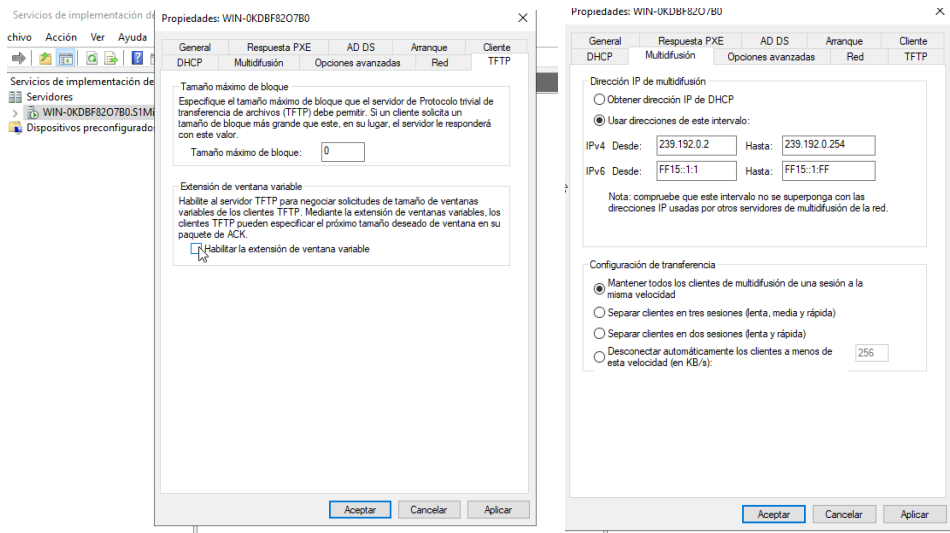 Servicios de implementación de
chivo Acción Ver Ayuda
Servicios de implementación de
Servidores
WIN-0KDBF82O7B0.S1Mi
Dispositivos preconfigurado
Propiedades: WIN-0KDBF82O7B0
General Respuesta PXE AD DS Arranque Cliente
DHCP Multidifusión Opciones avanzadas Red TFTP
Tamaño máximo de bloque
Especifique el tamaño máximo de bloque que el servidor de Protocolo trivial de
transferencia de archivos (TFTP) debe permitir. Si un cliente solicita un
tamaño de bloque más grande que este, en su lugar, el servidor le responderá
con este valor.
Tamaño máximo de bloque: 0
Extensión de ventana variable
Habilite al servidor TFTP para negociar solicitudes de tamaño de ventanas
variables de los clientes TFTP. Mediante la extensión de ventanas variables, los
clientes TFTP pueden especificar el próximo tamaño deseado de ventana en su
paquete de ACK.
Habilitar la extensión de ventana variable
Aceptar Cancelar Aplicar
Propiedades: WIN-0KDBF82O7B0
General Respuesta PXE AD DS Arranque Cliente
DHCP Multidifusión Opciones avanzadas Red TFTP
Dirección IP de multidifusión
Obtener dirección IP de DHCP
Usar direcciones de este intervalo:
IPv4 Desde: 239.192.0.2 Hasta: 239.192.0.254
IPv6 Desde: FF15::1:1 Hasta: FF15::1:FF
Nota: compruebe que este intervalo no se superponga con las
direcciones IP usadas por otros servidores de multidifusión de la red.
Configuración de transferencia
Mantener todos los clientes de multidifusión de una sesión a la
misma velocidad
Separar clientes en tres sesiones (lenta, media y rápida)
Separar clientes en dos sesiones (lenta y rápida)
Desconectar automáticamente los clientes a menos de 256
esta velocidad (en KB/s):
Aceptar Cancelar Aplicar